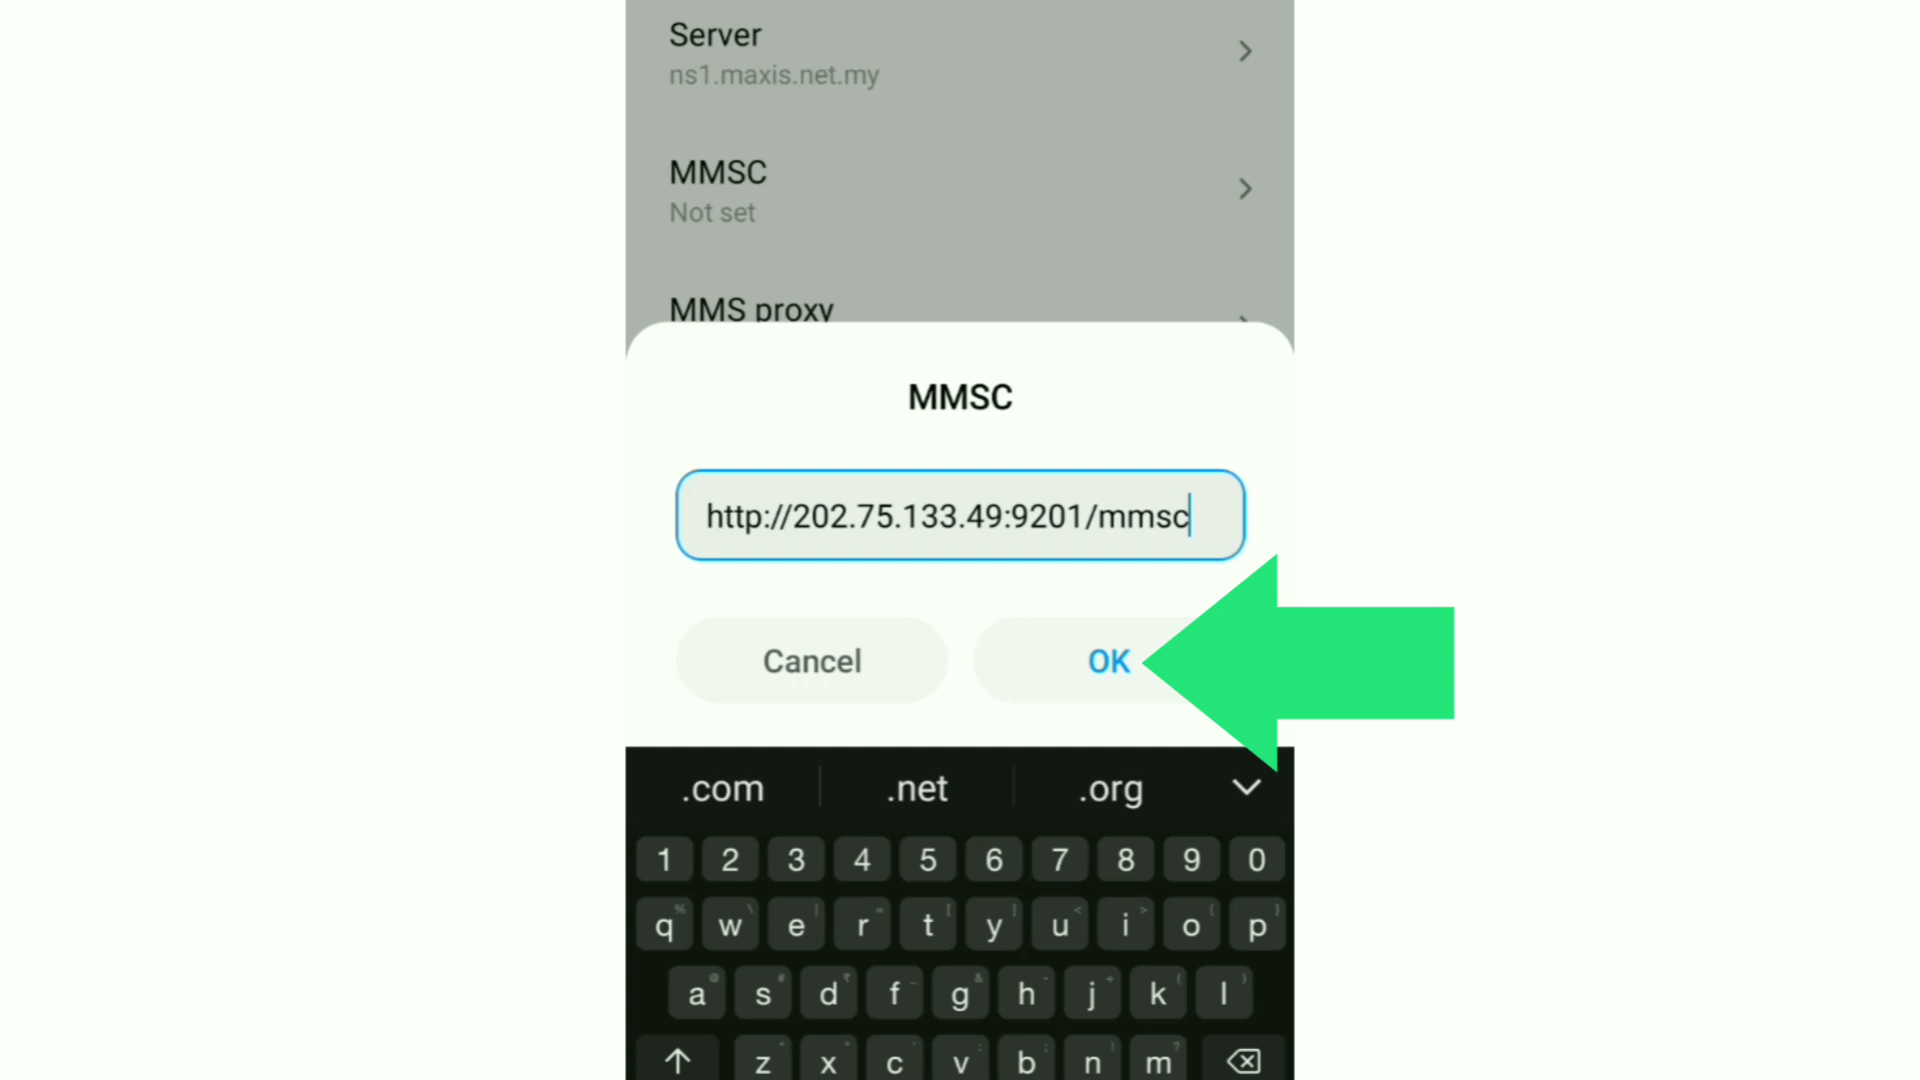 Server
ns1.maxis.net.my
MMSC
Not set
MMS proxy
MMSC
http://202.75.133.49:9201/mmsc
Cancel OK
.com .net .org
1 2 3 4 5 6 7 8 9 0
q w e r t y u i o p
a s d f g h j k l
z x c v b n m